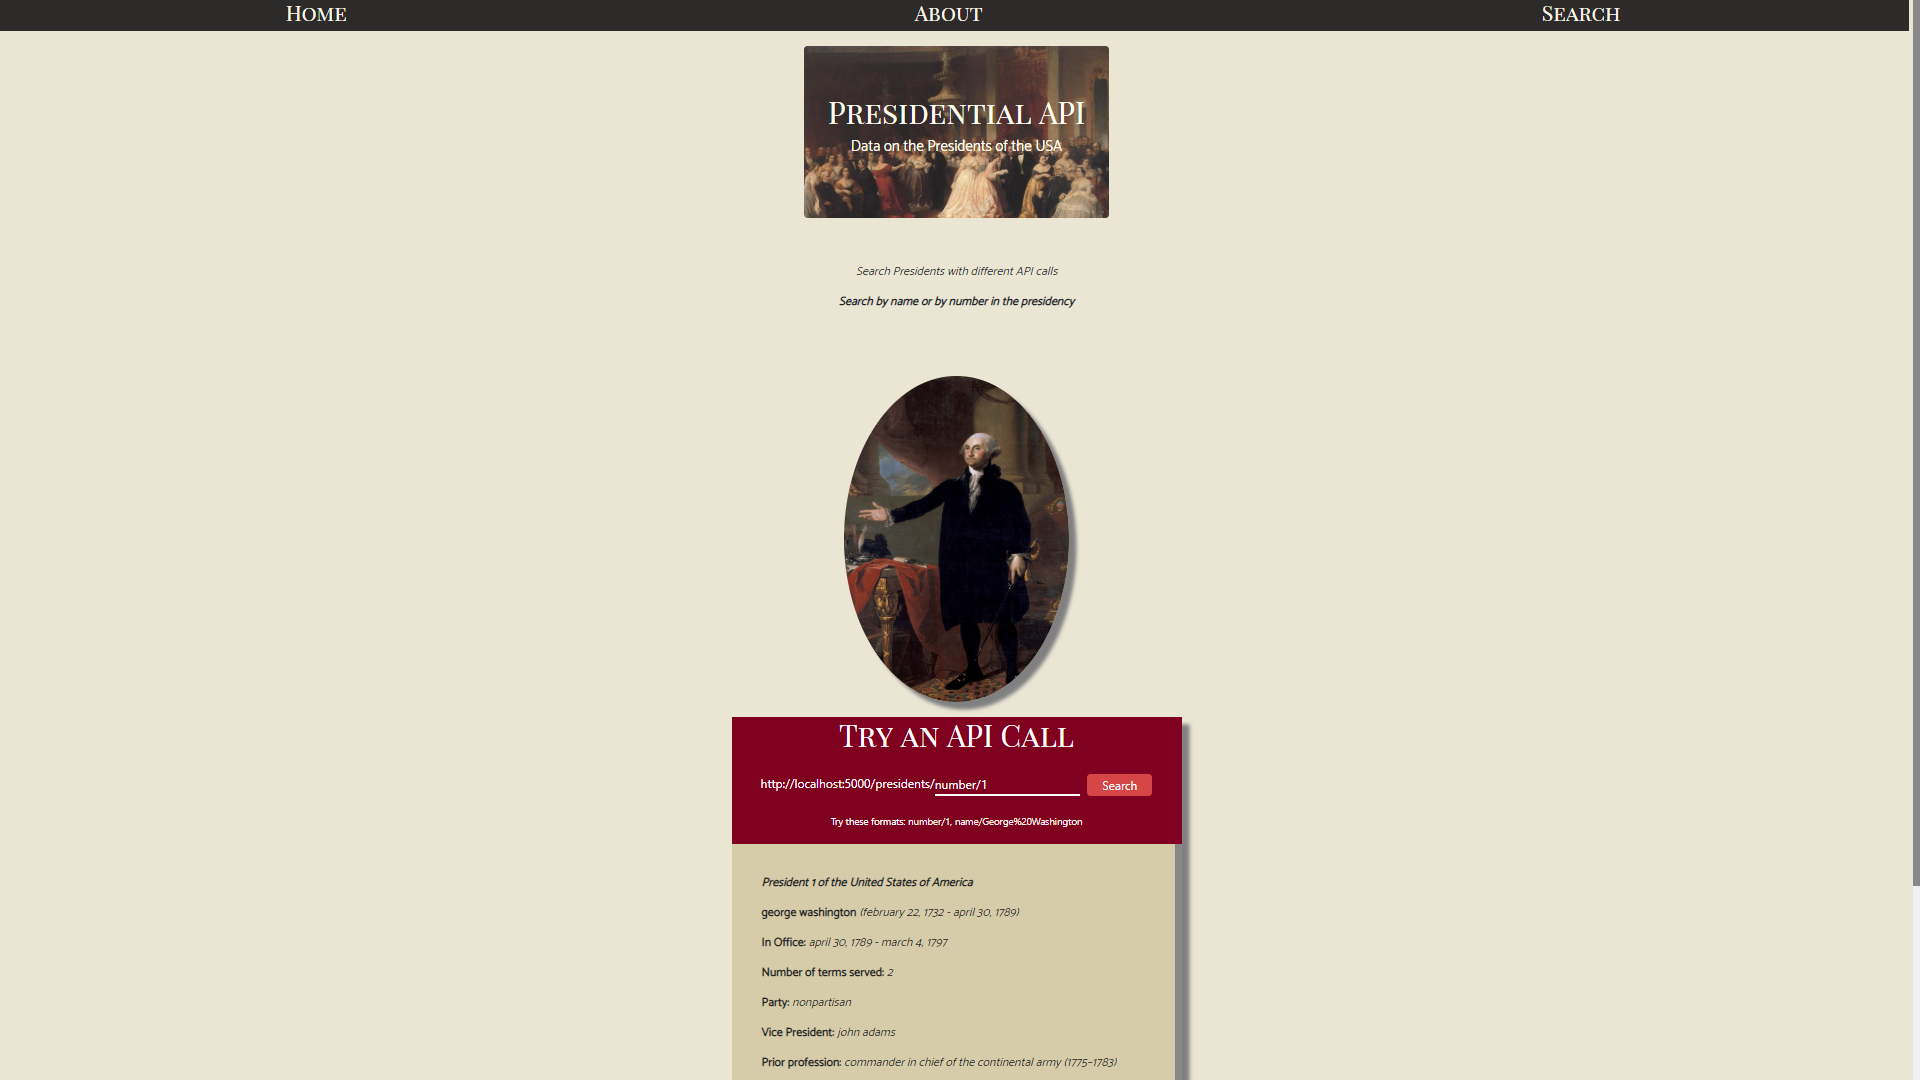 Home About Search
Presidential API
Data on the Presidents of the USA
Search Presidents with different API calls
Search by name or by number in the presidency
Try an API Call
http://localhost:5000/presidents/number/1 Search
Try these formats: number/1, name/George%20Washington
President 1 of the United States of America
george washington (february 22, 1732 - april 30, 1789)
In Office: april 30, 1789 - march 4, 1797
Number of terms served: 2
Party: nonpartisan
Vice President: john adams
Prior profession: commander in chief of the continental army (1775–1783)